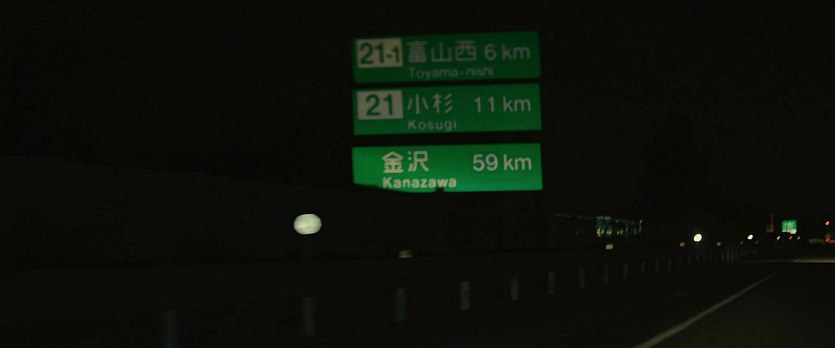 21-1 富山西 6 km
Toyama-nishi
21 小杉 11 km
Kosugi
金沢 59 km
Kanazawa